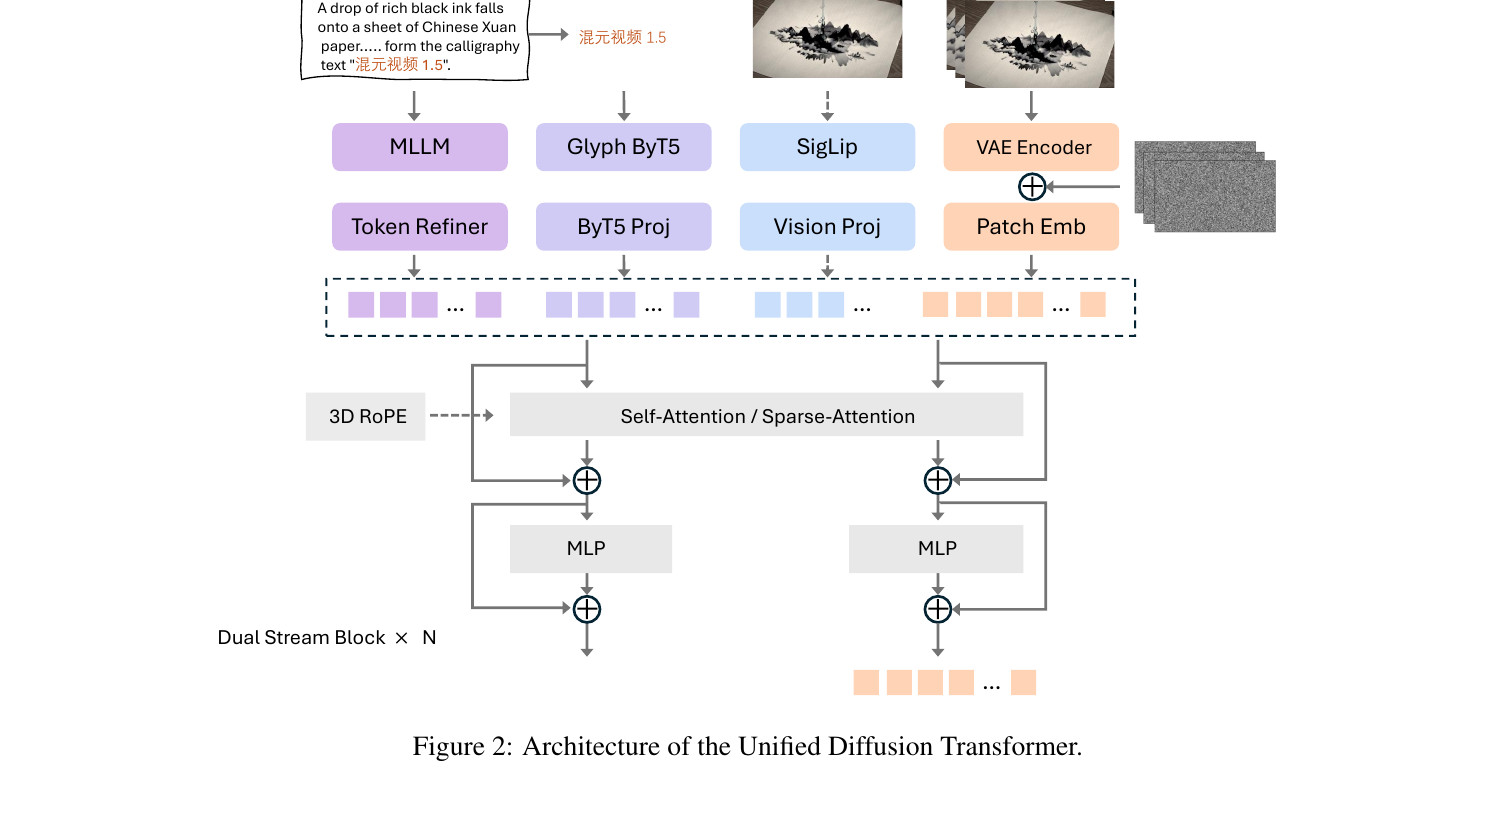 A drop of rich black ink falls
onto a sheet of Chinese Xuan
paper..... form the calligraphy
text "混元视频 1.5".
混元视频 1.5
MLLM
Glyph ByT5
SigLip
VAE Encoder
Token Refiner
ByT5 Proj
Vision Proj
Patch Emb
...
...
...
...
3D RoPE
Self-Attention / Sparse-Attention
MLP
MLP
Dual Stream Block × N
...
Figure 2: Architecture of the Unified Diffusion Transformer.